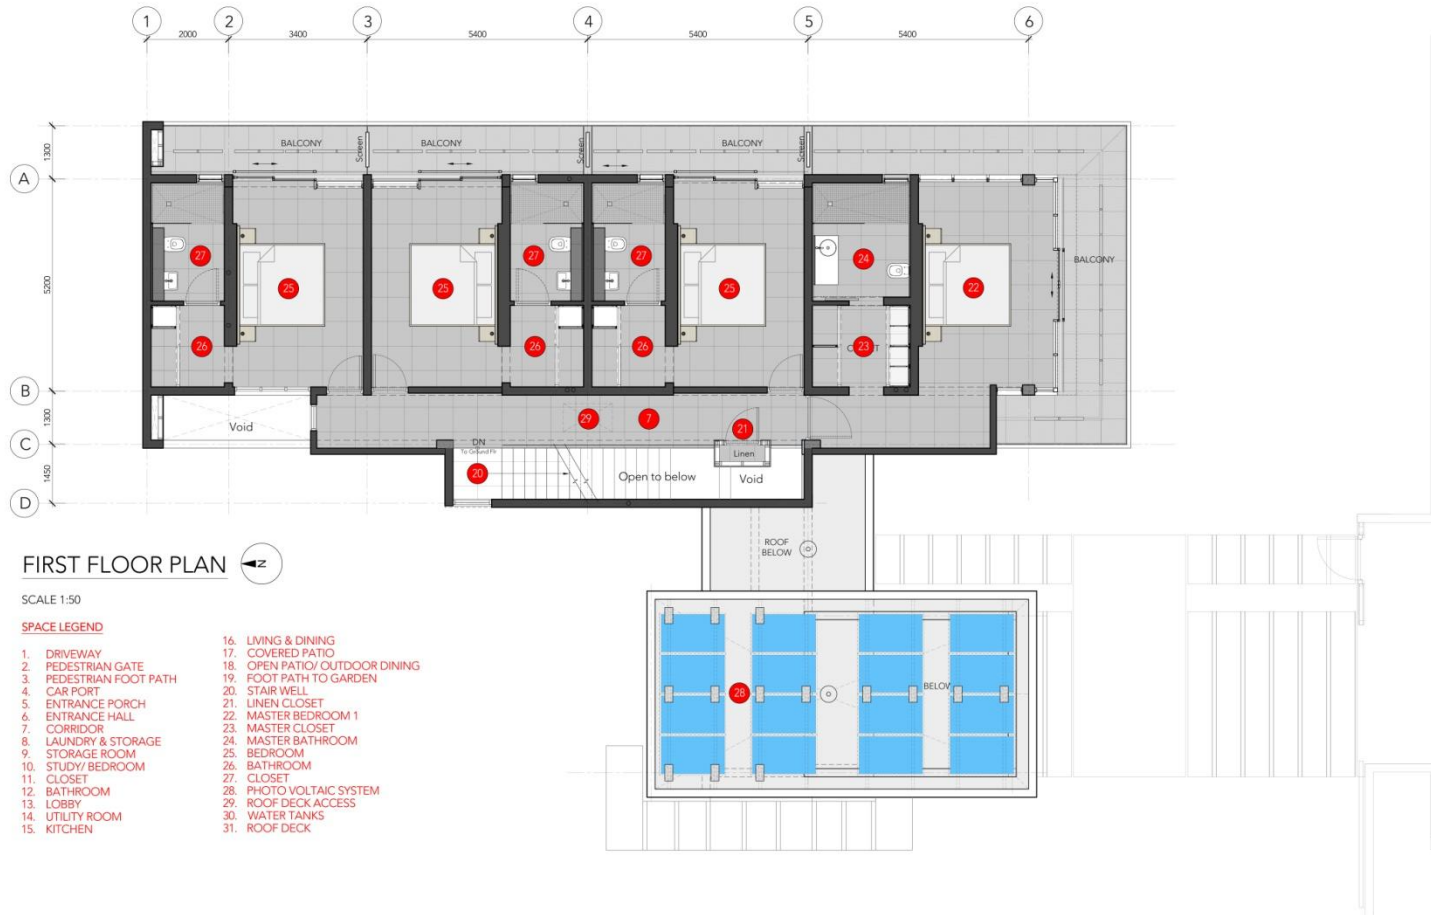 1 2 3 4 5 6
2000 3400 5400 5400 5400
1300
BALCONY Screen BALCONY Screen BALCONY Screen
A
27 27 27 24
5200
BALCONY
25 25 25 22
26 26 26 23
B
1300
Void
29 7 21
C
DN
To Ground Flr
Linen
1450
20
Open to below
Void
D
ROOF
BELOW
FIRST FLOOR PLAN
N
SCALE 1:50
28
BELOW
SPACE LEGEND
1. DRIVEWAY
2. PEDESTRIAN GATE
3. PEDESTRIAN FOOT PATH
4. CAR PORT
5. ENTRANCE PORCH
6. ENTRANCE HALL
7. CORRIDOR
8. LAUNDRY & STORAGE
9. STORAGE ROOM
10. STUDY/ BEDROOM
11. CLOSET
12. BATHROOM
13. LOBBY
14. UTILITY ROOM
15. KITCHEN
16. LIVING & DINING
17. COVERED PATIO
18. OPEN PATIO/ OUTDOOR DINING
19. FOOT PATH TO GARDEN
20. STAIR WELL
21. LINEN CLOSET
22. MASTER BEDROOM 1
23. MASTER CLOSET
24. MASTER BATHROOM
25. BEDROOM
26. BATHROOM
27. CLOSET
28. PHOTO VOLTAIC SYSTEM
29. ROOF DECK ACCESS
30. WATER TANKS
31. ROOF DECK